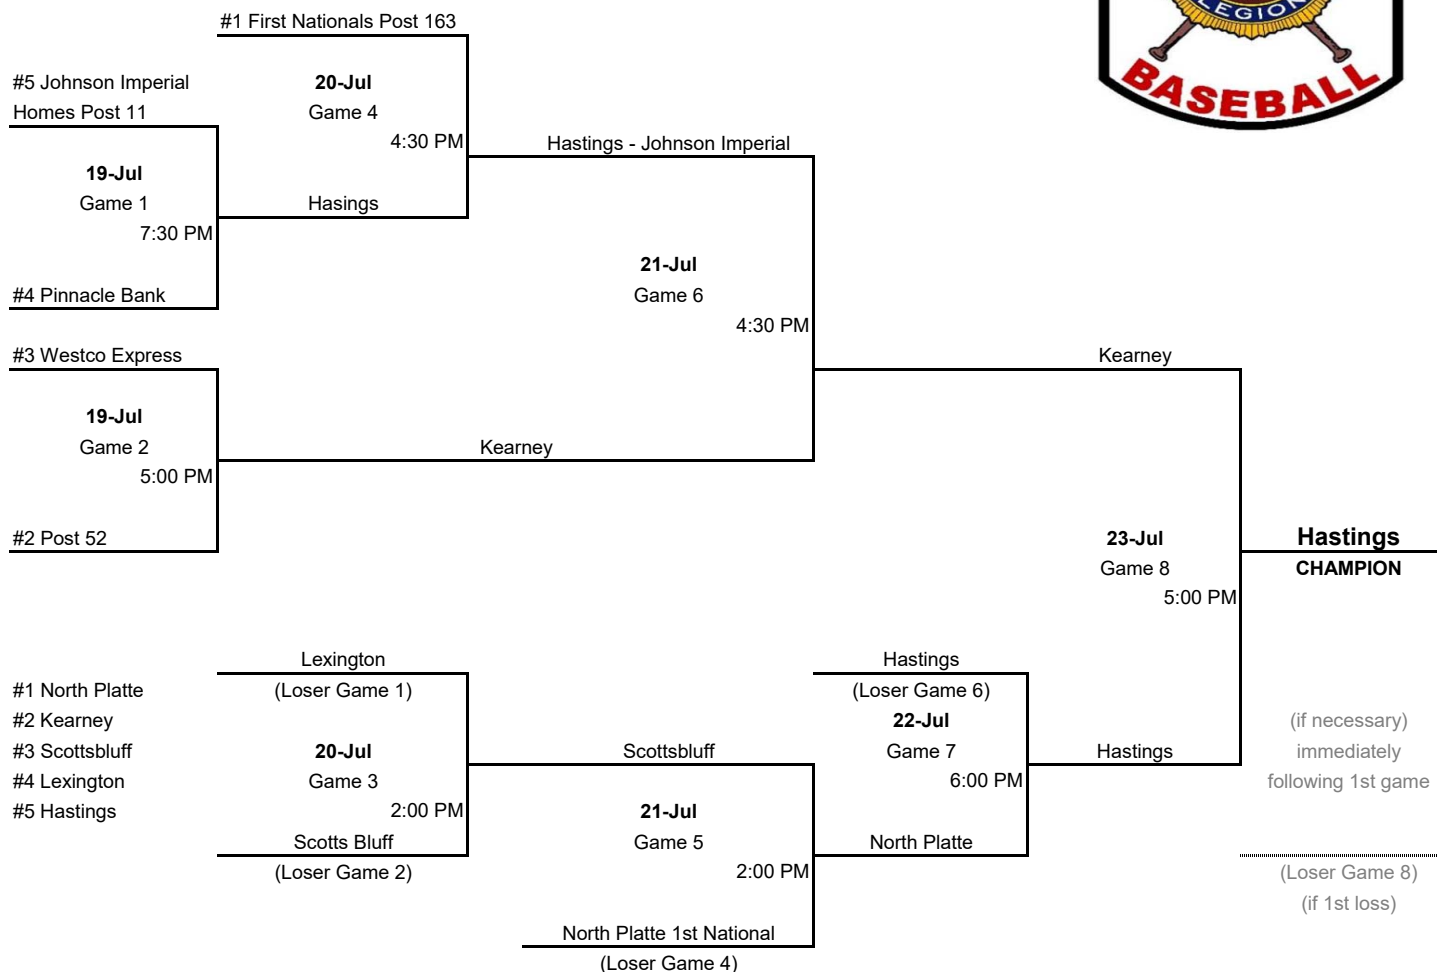 #1 First Nationals Post 163
LEGION
BASEBALL
#5 Johnson Imperial
Homes Post 11
20-Jul
Game 4
4:30 PM
Hastings - Johnson Imperial
19-Jul
Game 1
7:30 PM
Hasings
#4 Pinnacle Bank
21-Jul
Game 6
4:30 PM
#3 Westco Express
Kearney
19-Jul
Game 2
5:00 PM
Kearney
#2 Post 52
23-Jul
Game 8
5:00 PM
Hastings
CHAMPION
Lexington
(Loser Game 1)
Hastings
(Loser Game 6)
#1 North Platte
#2 Kearney
#3 Scottsbluff
#4 Lexington
#5 Hastings
20-Jul
Game 3
2:00 PM
Scottsbluff
22-Jul
Game 7
6:00 PM
Hastings
(if necessary)
immediately
following 1st game
Scotts Bluff
(Loser Game 2)
21-Jul
Game 5
2:00 PM
North Platte
(Loser Game 8)
(if 1st loss)
North Platte 1st National
(Loser Game 4)